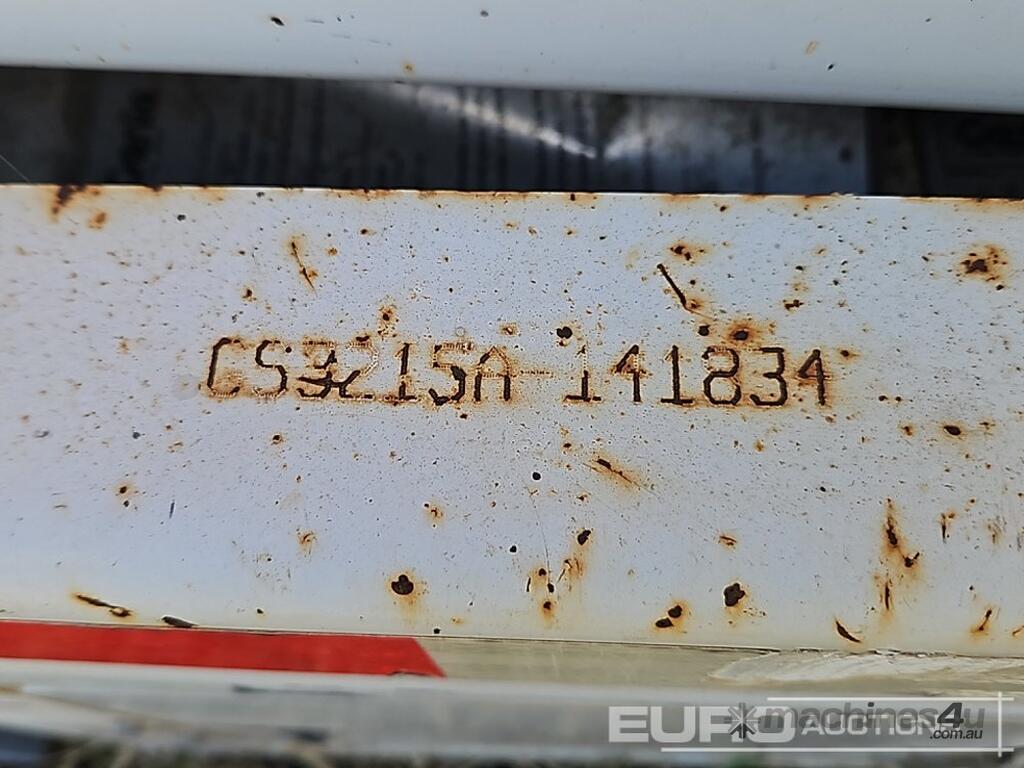 CS3215A-141834
EURO AUCTIONS
machines4u
.com.au